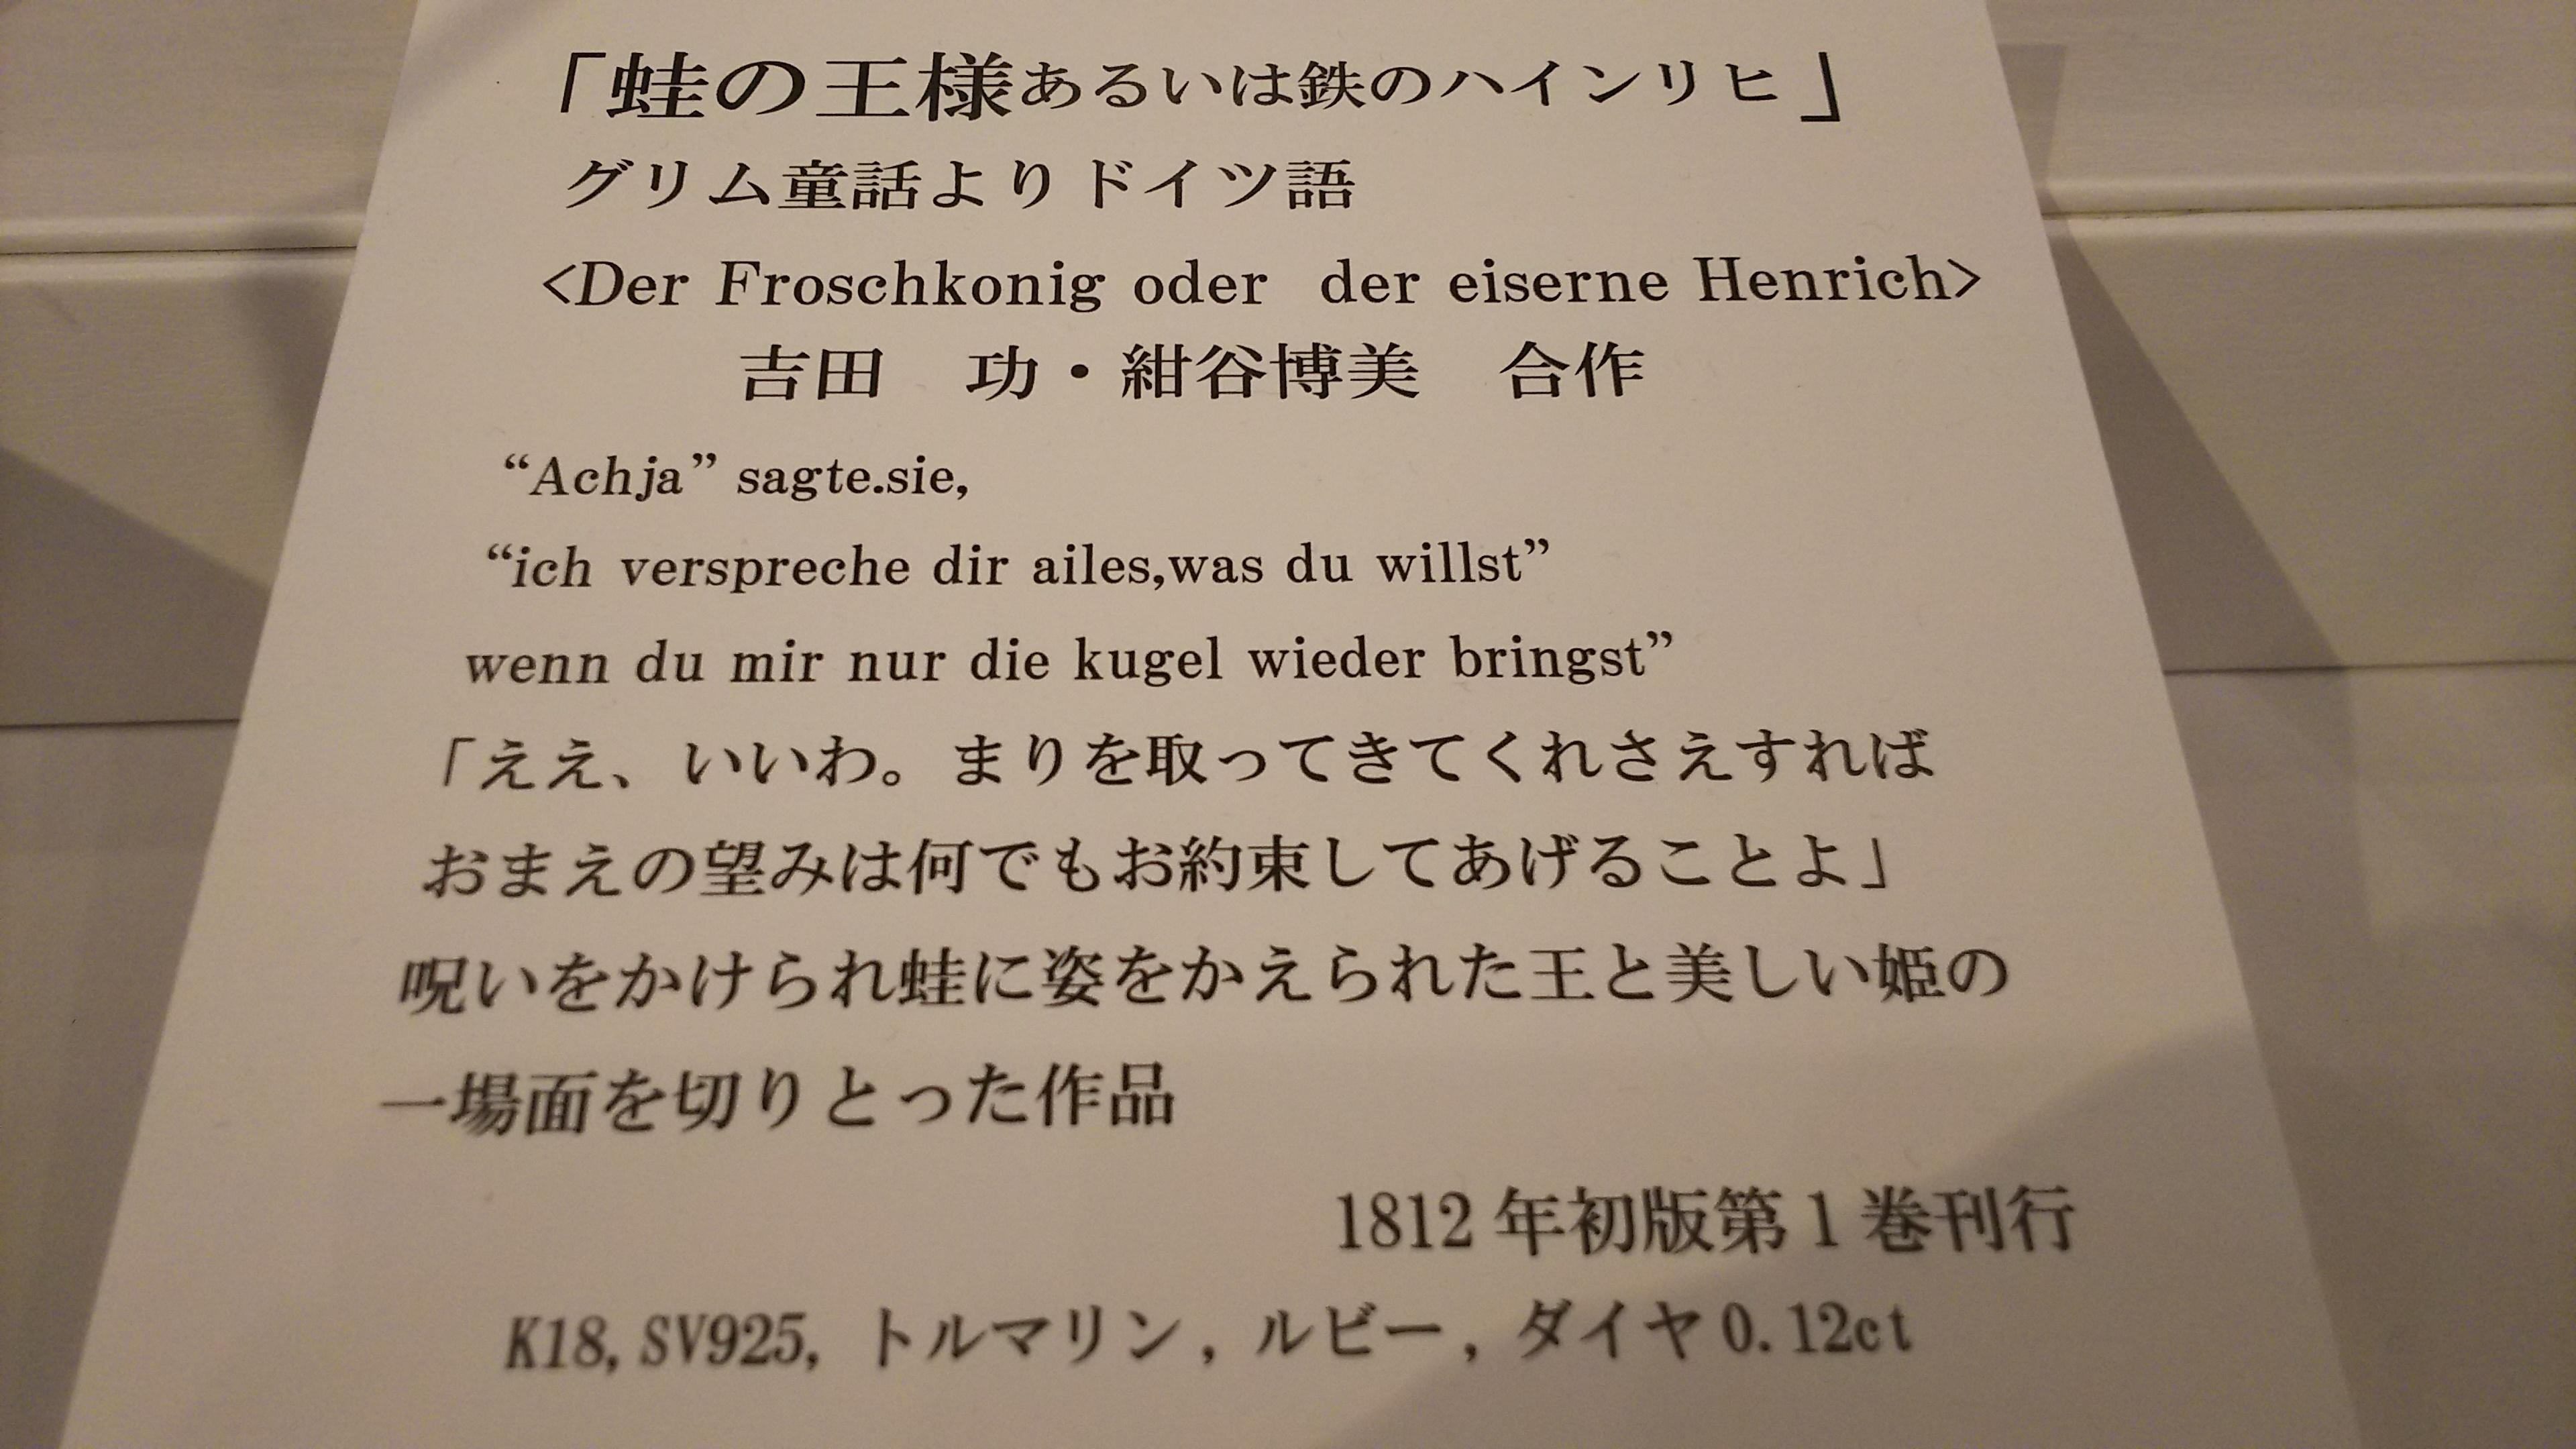 「蛙の王様あるいは鉄のハインリヒ」
グリム童話よりドイツ語
<Der Froschkonig oder der eiserne Henrich>
吉田　功・紺谷博美　合作
“Achja” sagte.sie,
“ich verspreche dir ailes,was du willst”
wenn du mir nur die kugel wieder bringst”
「ええ、いいわ。まりを取ってきてくれさえすれば
おまえの望みは何でもお約束してあげることよ」
呪いをかけられ蛙に姿をかえられた王と美しい姫の
一場面を切りとった作品
1812 年初版第 1 巻刊行
K18, SV925, トルマリン, ルビー, ダイヤ 0.12ct